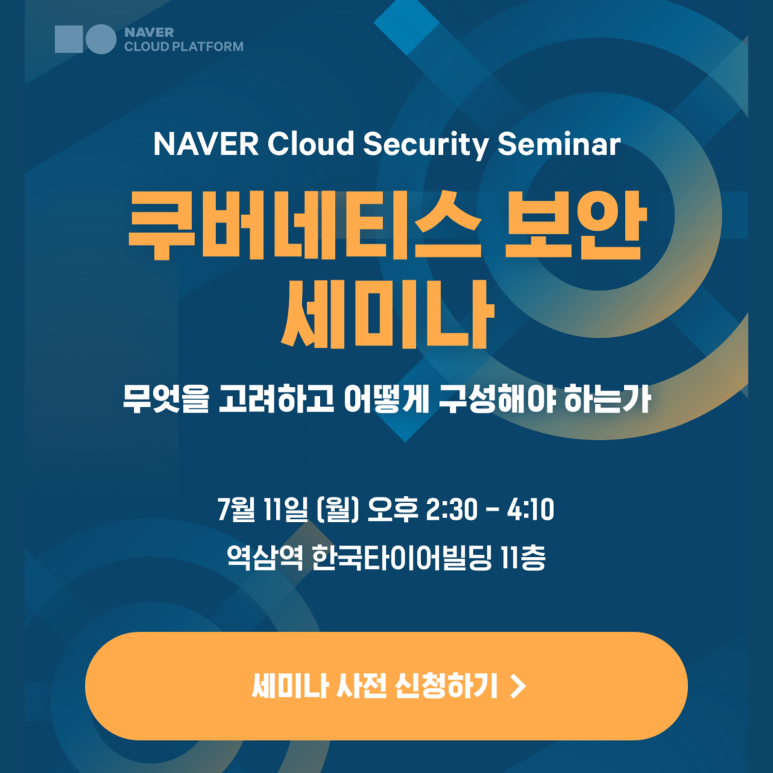 NAVER
CLOUD PLATFORM
NAVER Cloud Security Seminar
쿠버네티스 보안
세미나
무엇을 고려하고 어떻게 구성해야 하는가
7월 11일 (월) 오후 2:30 - 4:10
역삼역 한국타이어빌딩 11층
세미나 사전 신청하기 >